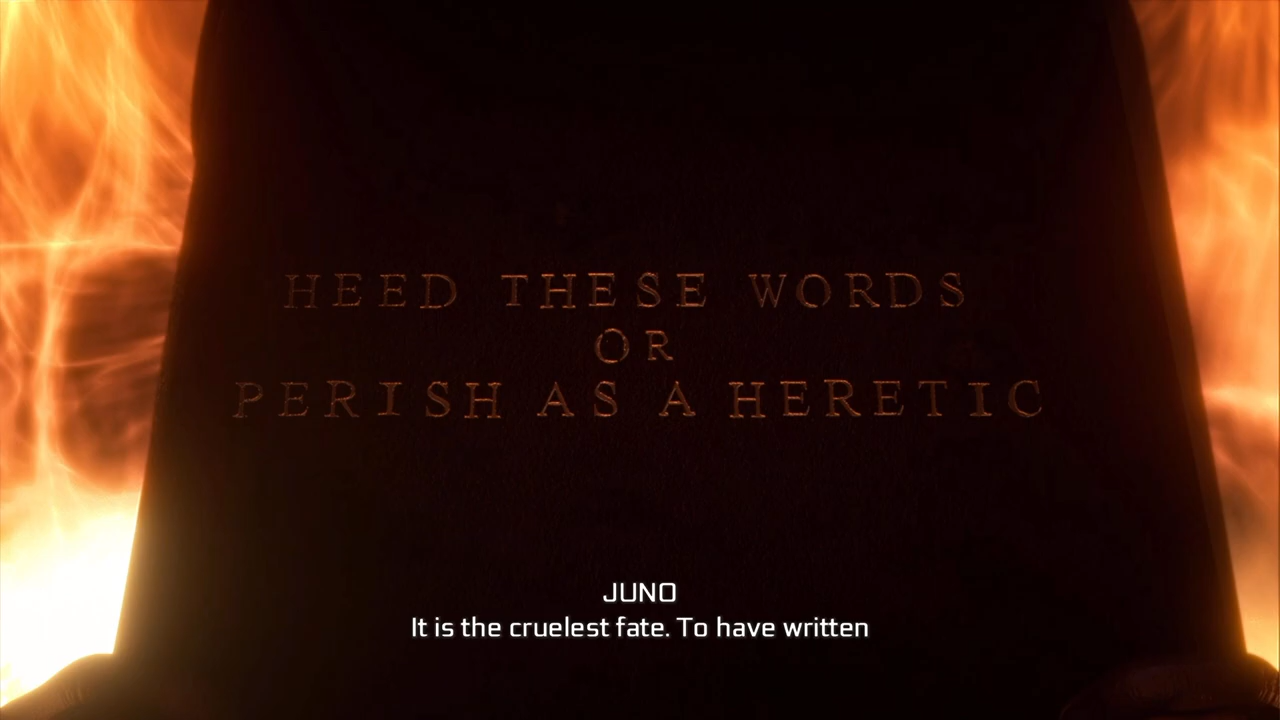 HEED THESE WORDS
OR
PERISH AS A HERETIC
JUNO
It is the cruelest fate. To have written